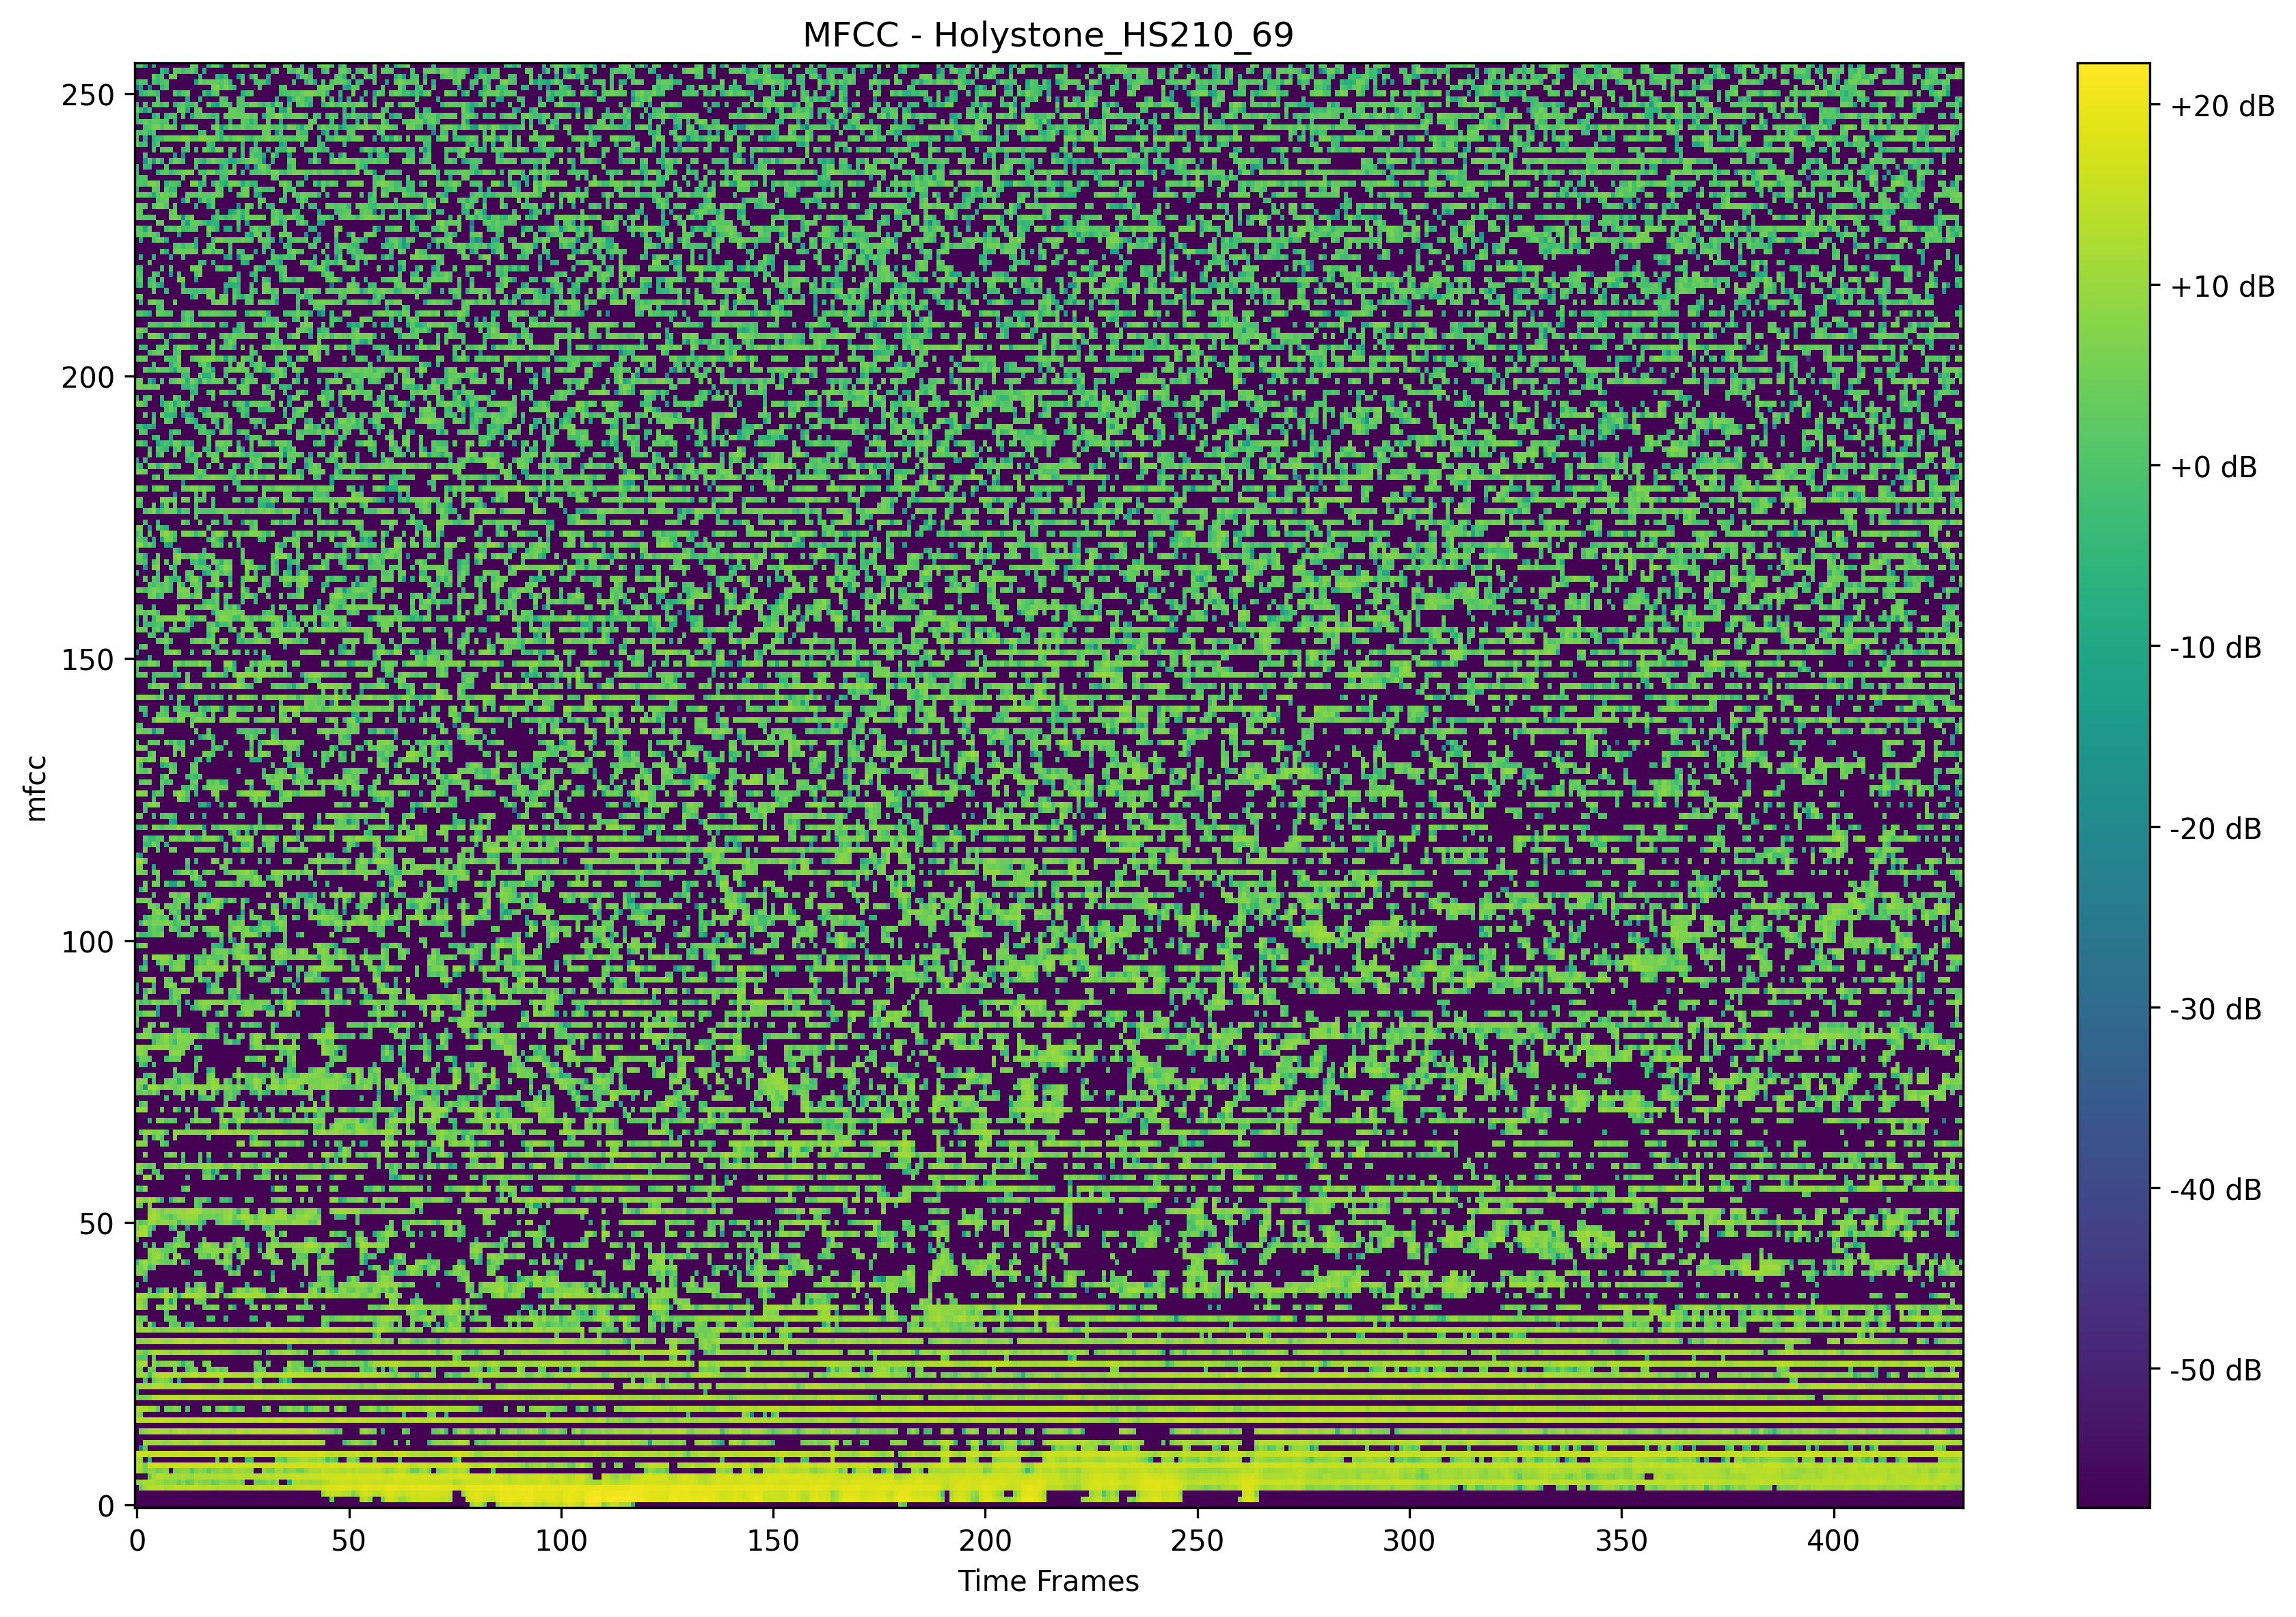 MFCC - Holystone_HS210_69
mfcc
250
200
150
100
50
0
0 50 100 150 200 250 300 350 400
Time Frames
+20 dB
+10 dB
+0 dB
-10 dB
-20 dB
-30 dB
-40 dB
-50 dB